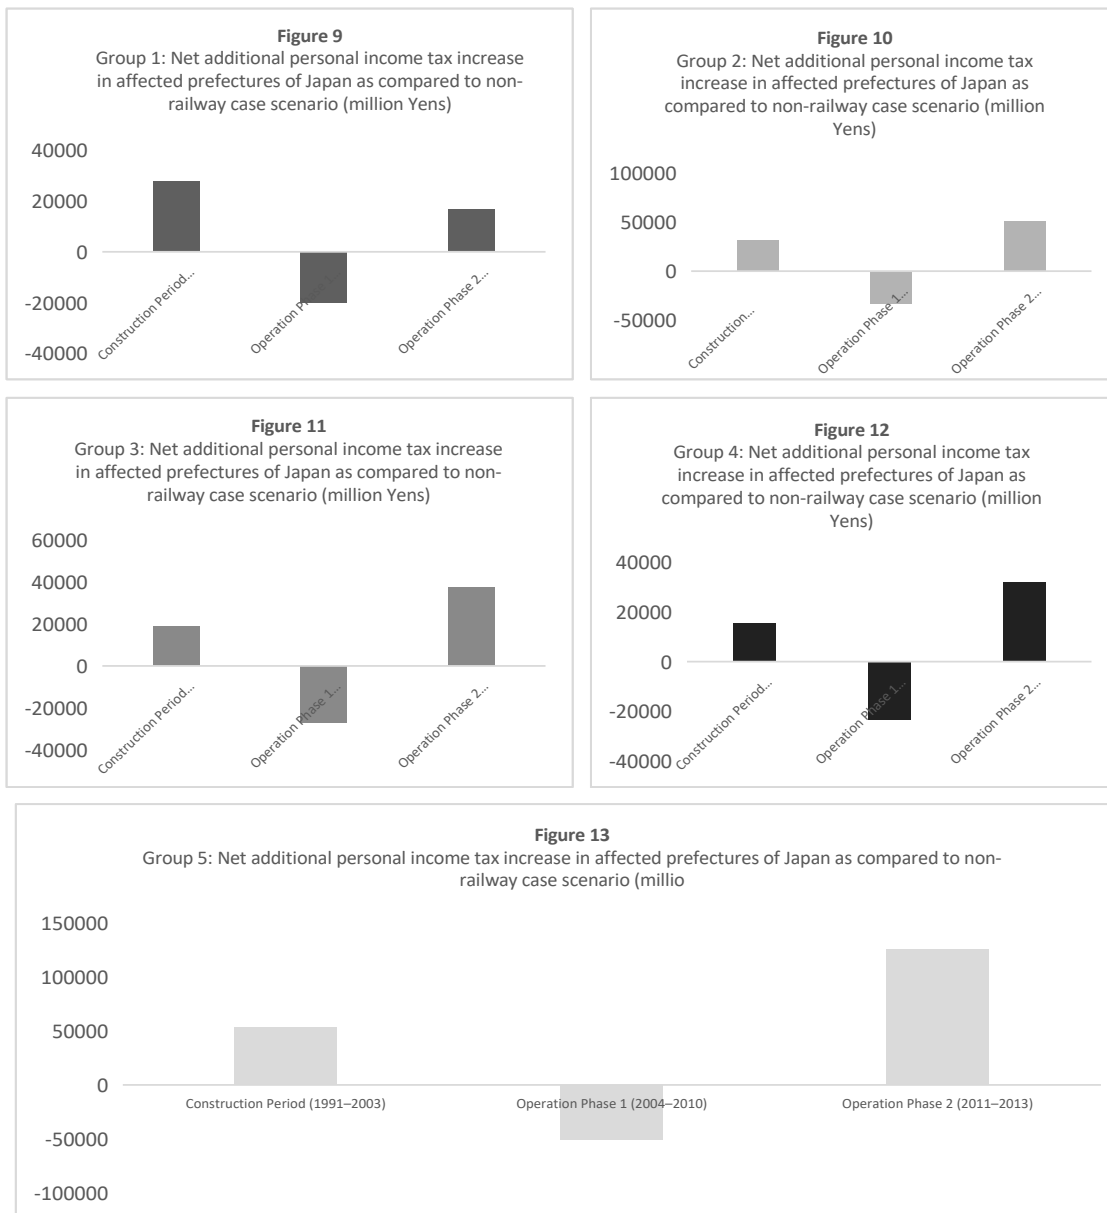 Figure 9
Group 1: Net additional personal income tax increase
in affected prefectures of Japan as compared to non-
railway case scenario (million Yens)
40000
20000
0
-20000
-40000
Construction Period...
Operation Phase 1...
Operation Phase 2...
Figure 10
Group 2: Net additional personal income tax
increase in affected prefectures of Japan as
compared to non-railway case scenario (million
Yens)
100000
50000
0
-50000
Construction...
Operation Phase 1...
Operation Phase 2...
Figure 11
Group 3: Net additional personal income tax increase
in affected prefectures of Japan as compared to non-
railway case scenario (million Yens)
60000
40000
20000
0
-20000
-40000
Construction Period...
Operation Phase 1...
Operation Phase 2...
Figure 12
Group 4: Net additional personal income tax
increase in affected prefectures of Japan as
compared to non-railway case scenario (million
Yens)
40000
20000
0
-20000
-40000
Construction Period...
Operation Phase 1...
Operation Phase 2...
Figure 13
Group 5: Net additional personal income tax increase in affected prefectures of Japan as compared to non-
railway case scenario (millio
150000
100000
50000
0
-50000
-100000
Construction Period (1991–2003)
Operation Phase 1 (2004–2010)
Operation Phase 2 (2011–2013)